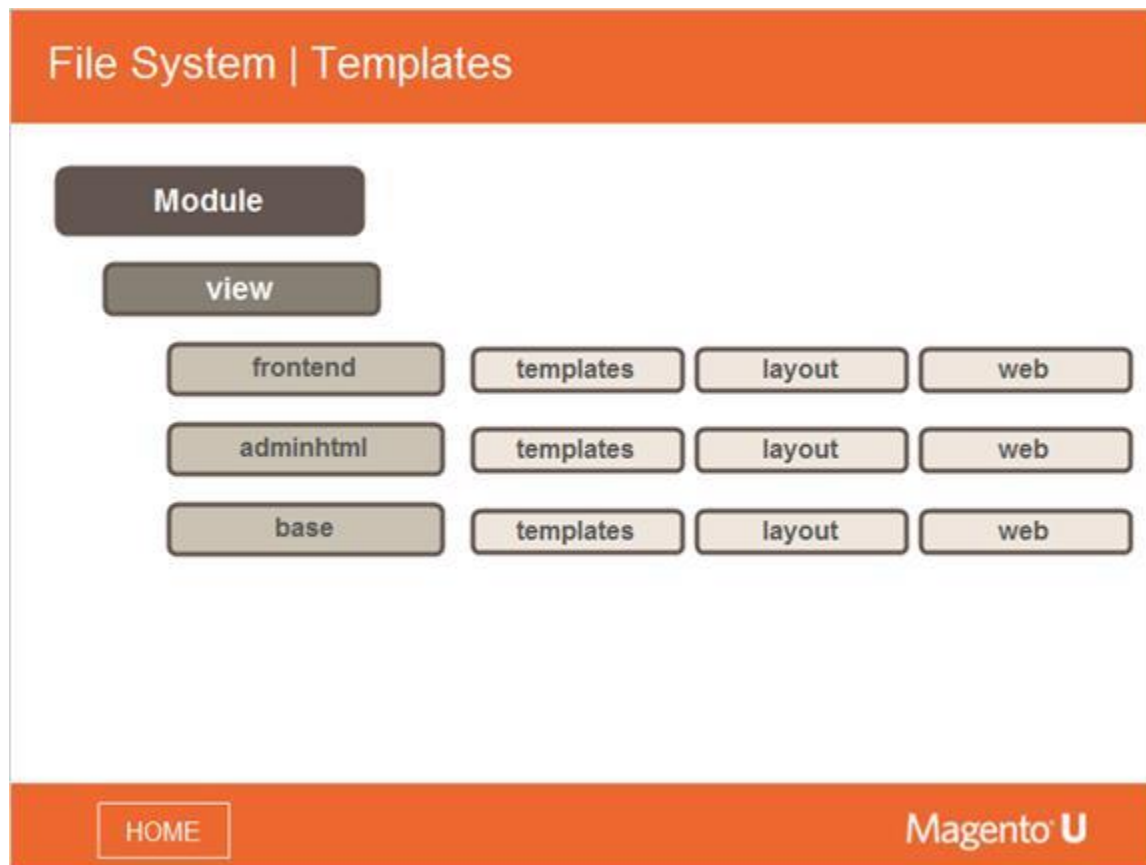 File System | Templates
Module
view
frontend templates layout web
adminhtml templates layout web
base templates layout web
HOME Magento U